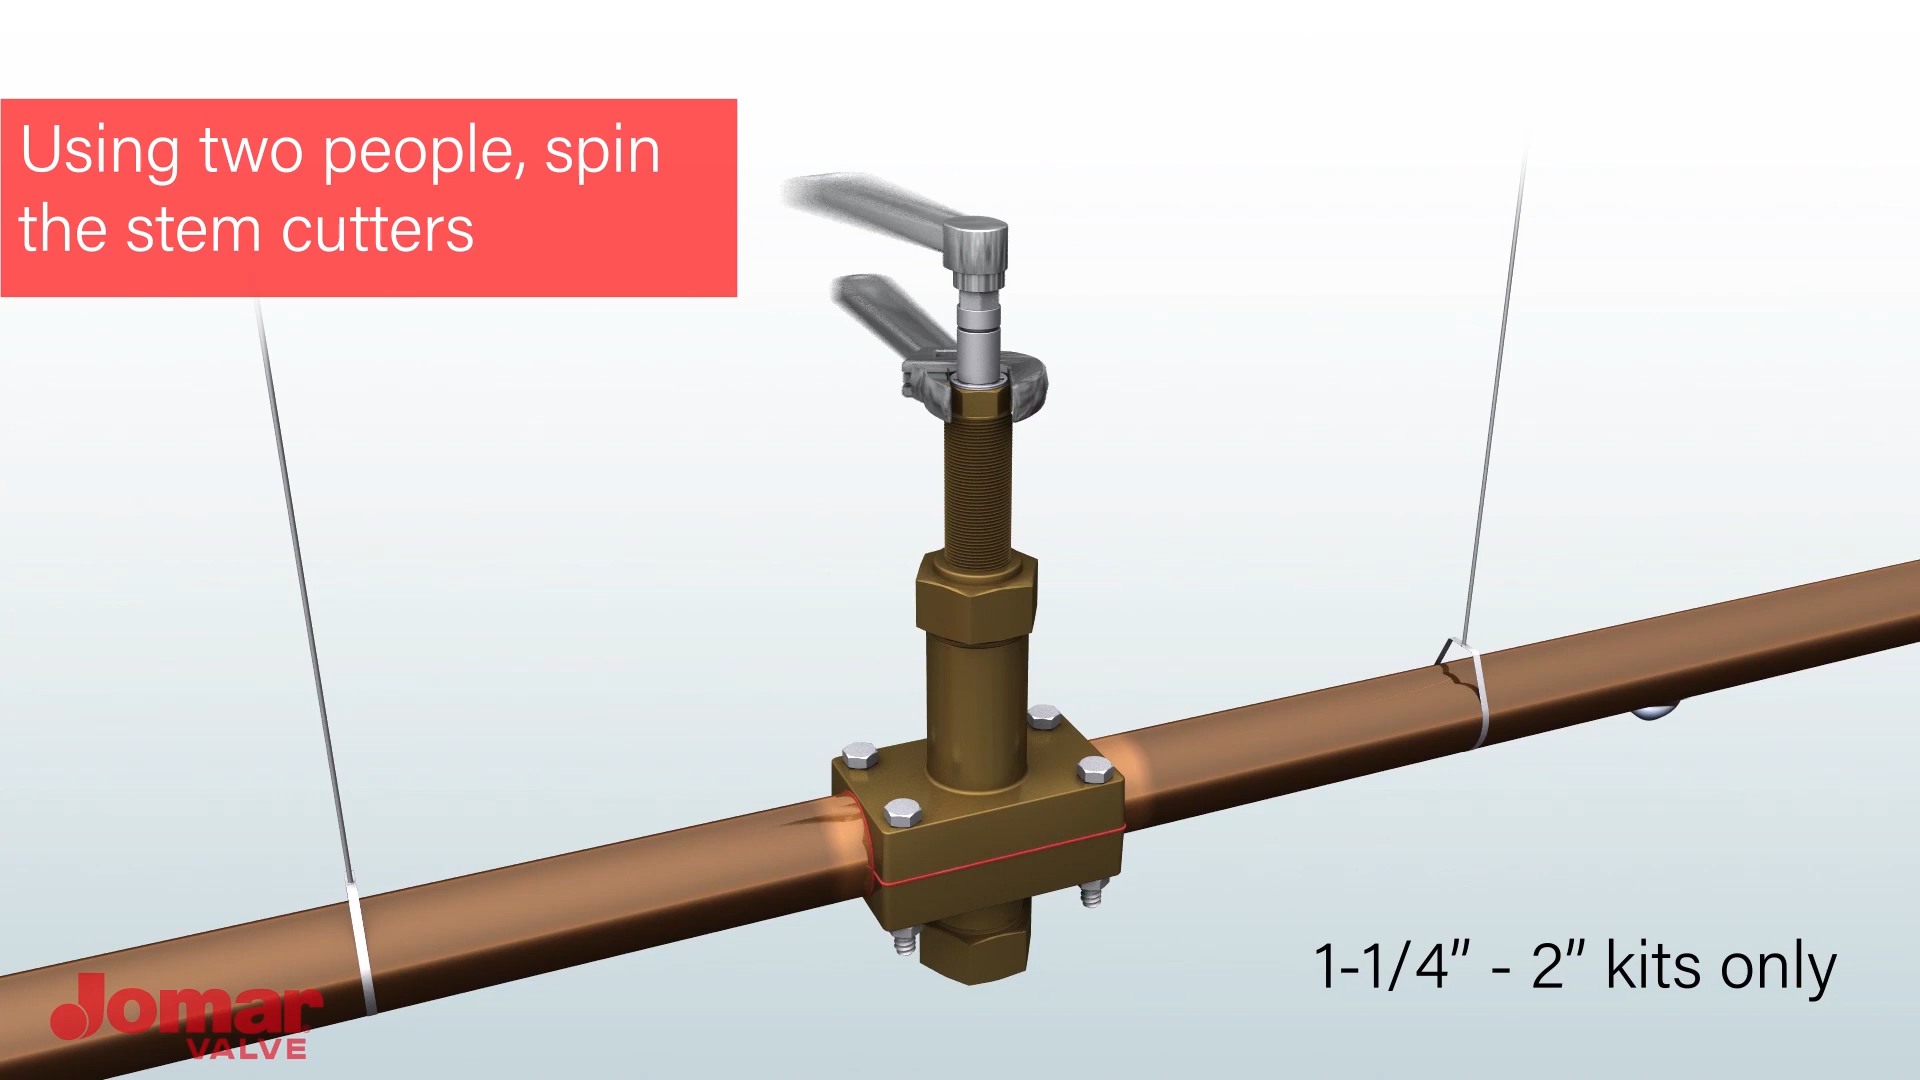 Using two people, spin
the stem cutters
1-1/4” - 2” kits only
Jomar
VALVE